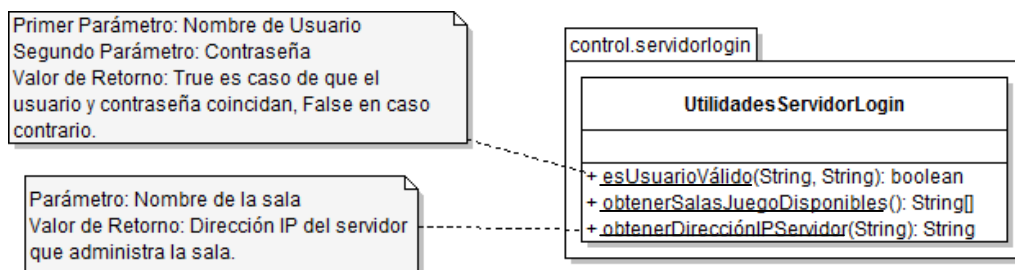 Primer Parámetro: Nombre de Usuario
Segundo Parámetro: Contraseña
Valor de Retorno: True es caso de que el
usuario y contraseña coincidan, False en caso
contrario.
Parámetro: Nombre de la sala
Valor de Retorno: Dirección IP del servidor
que administra la sala.
control.servidorlogin
UtilidadesServidorLogin
+ esUsuarioVálido(String, String): boolean
+ obtenerSalasJuegoDisponibles(): String[]
+ obtenerDirecciónIPServidor(String): String